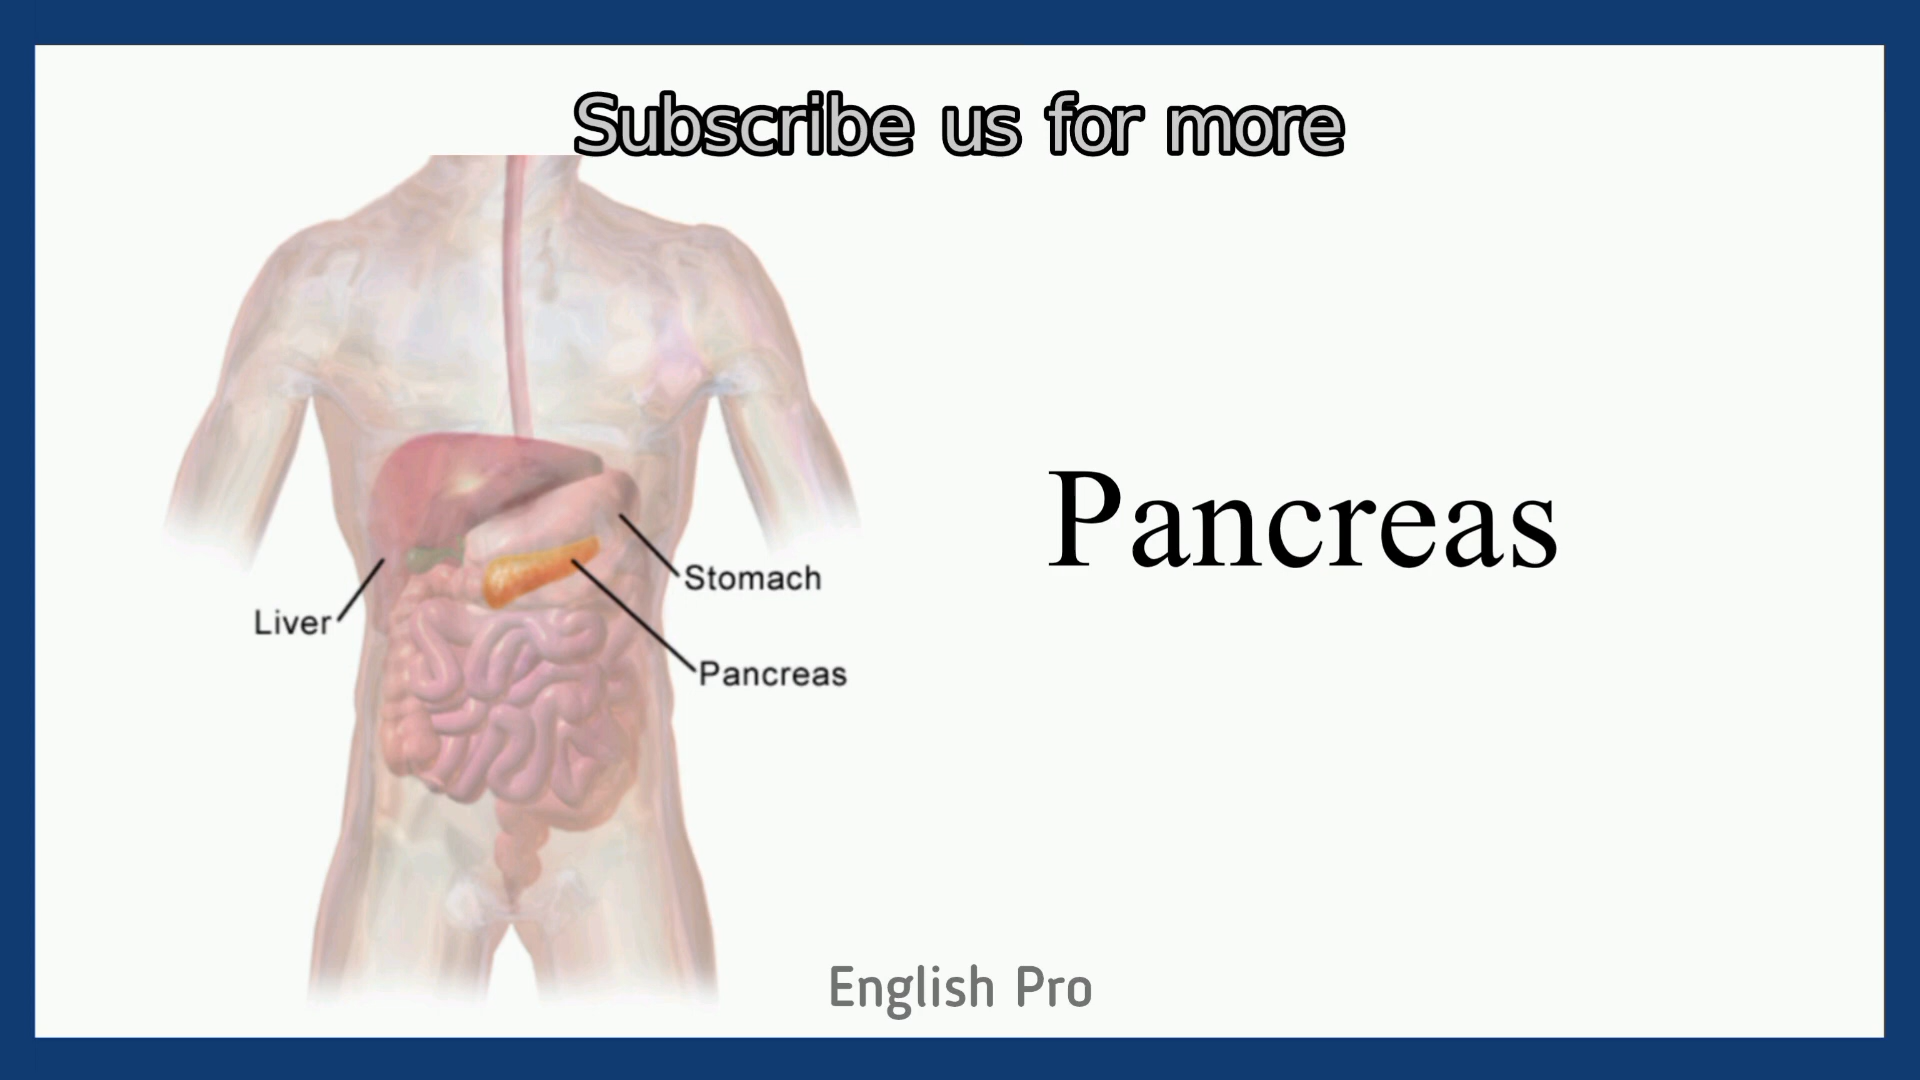 Subscribe us for more
Pancreas
Stomach
Liver
Pancreas
English Pro